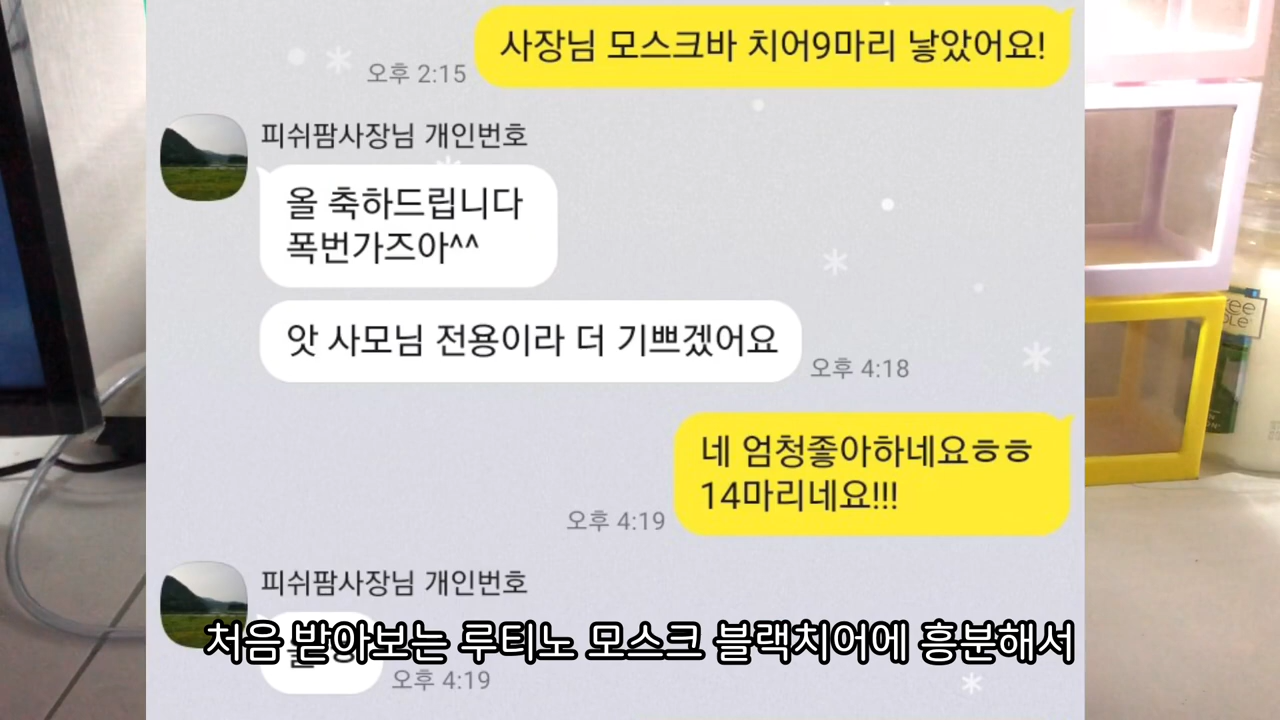 사장님 모스크바 치어9마리 낳았어요!
오후 2:15
피쉬팜사장님 개인번호
올 축하드립니다
폭번가즈아^^
앗 사모님 전용이라 더 기쁘겠어요
오후 4:18
네 엄청좋아하네요ㅎㅎ
14마리네요!!!
오후 4:19
피쉬팜사장님 개인번호
처음 받아보는 루티노 모스크 블랙치어에 흥분해서
오후 4:19